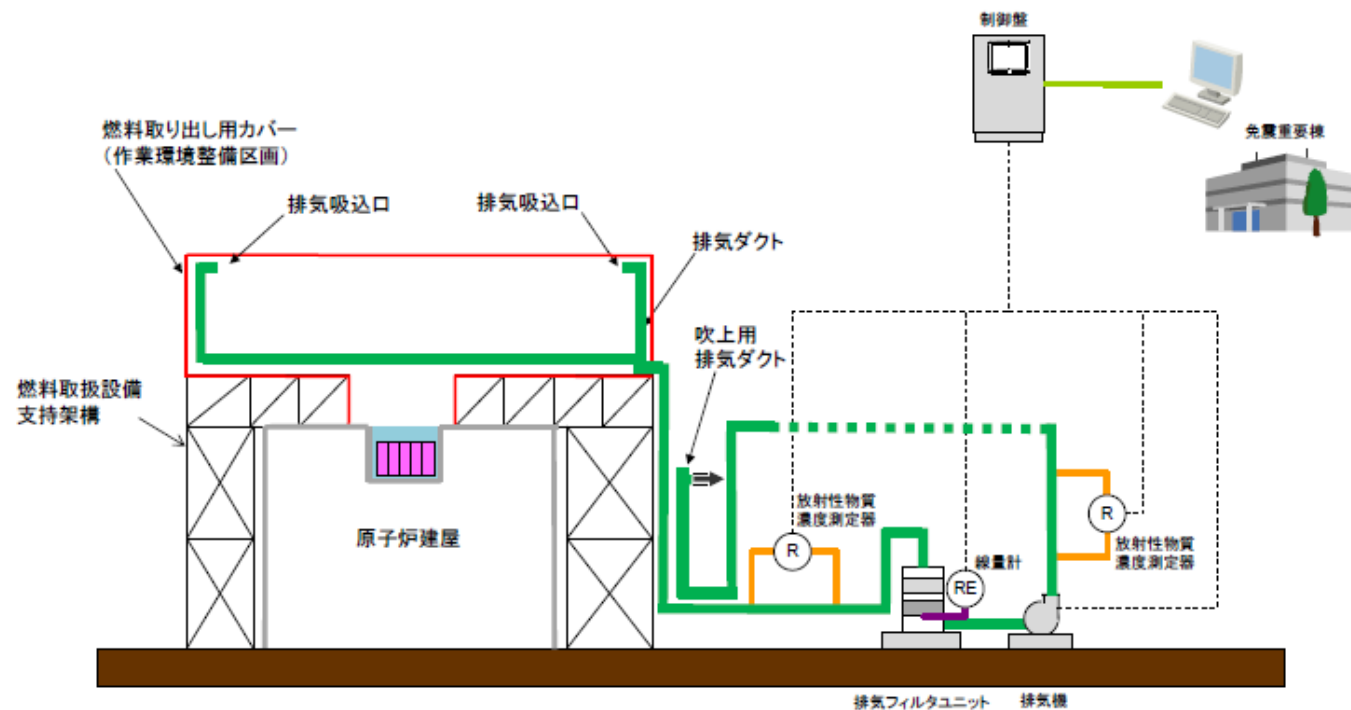 制御盤
燃料取り出し用カバー
（作業環境整備区画）
免震重要棟
排気吸込口
排気吸込口
排気ダクト
吹上用
排気ダクト
燃料取扱設備
支持架構
放射性物質
濃度測定器
R
原子炉建屋
線量計
RE
R
放射性物質
濃度測定器
排気フィルタユニット
排気機